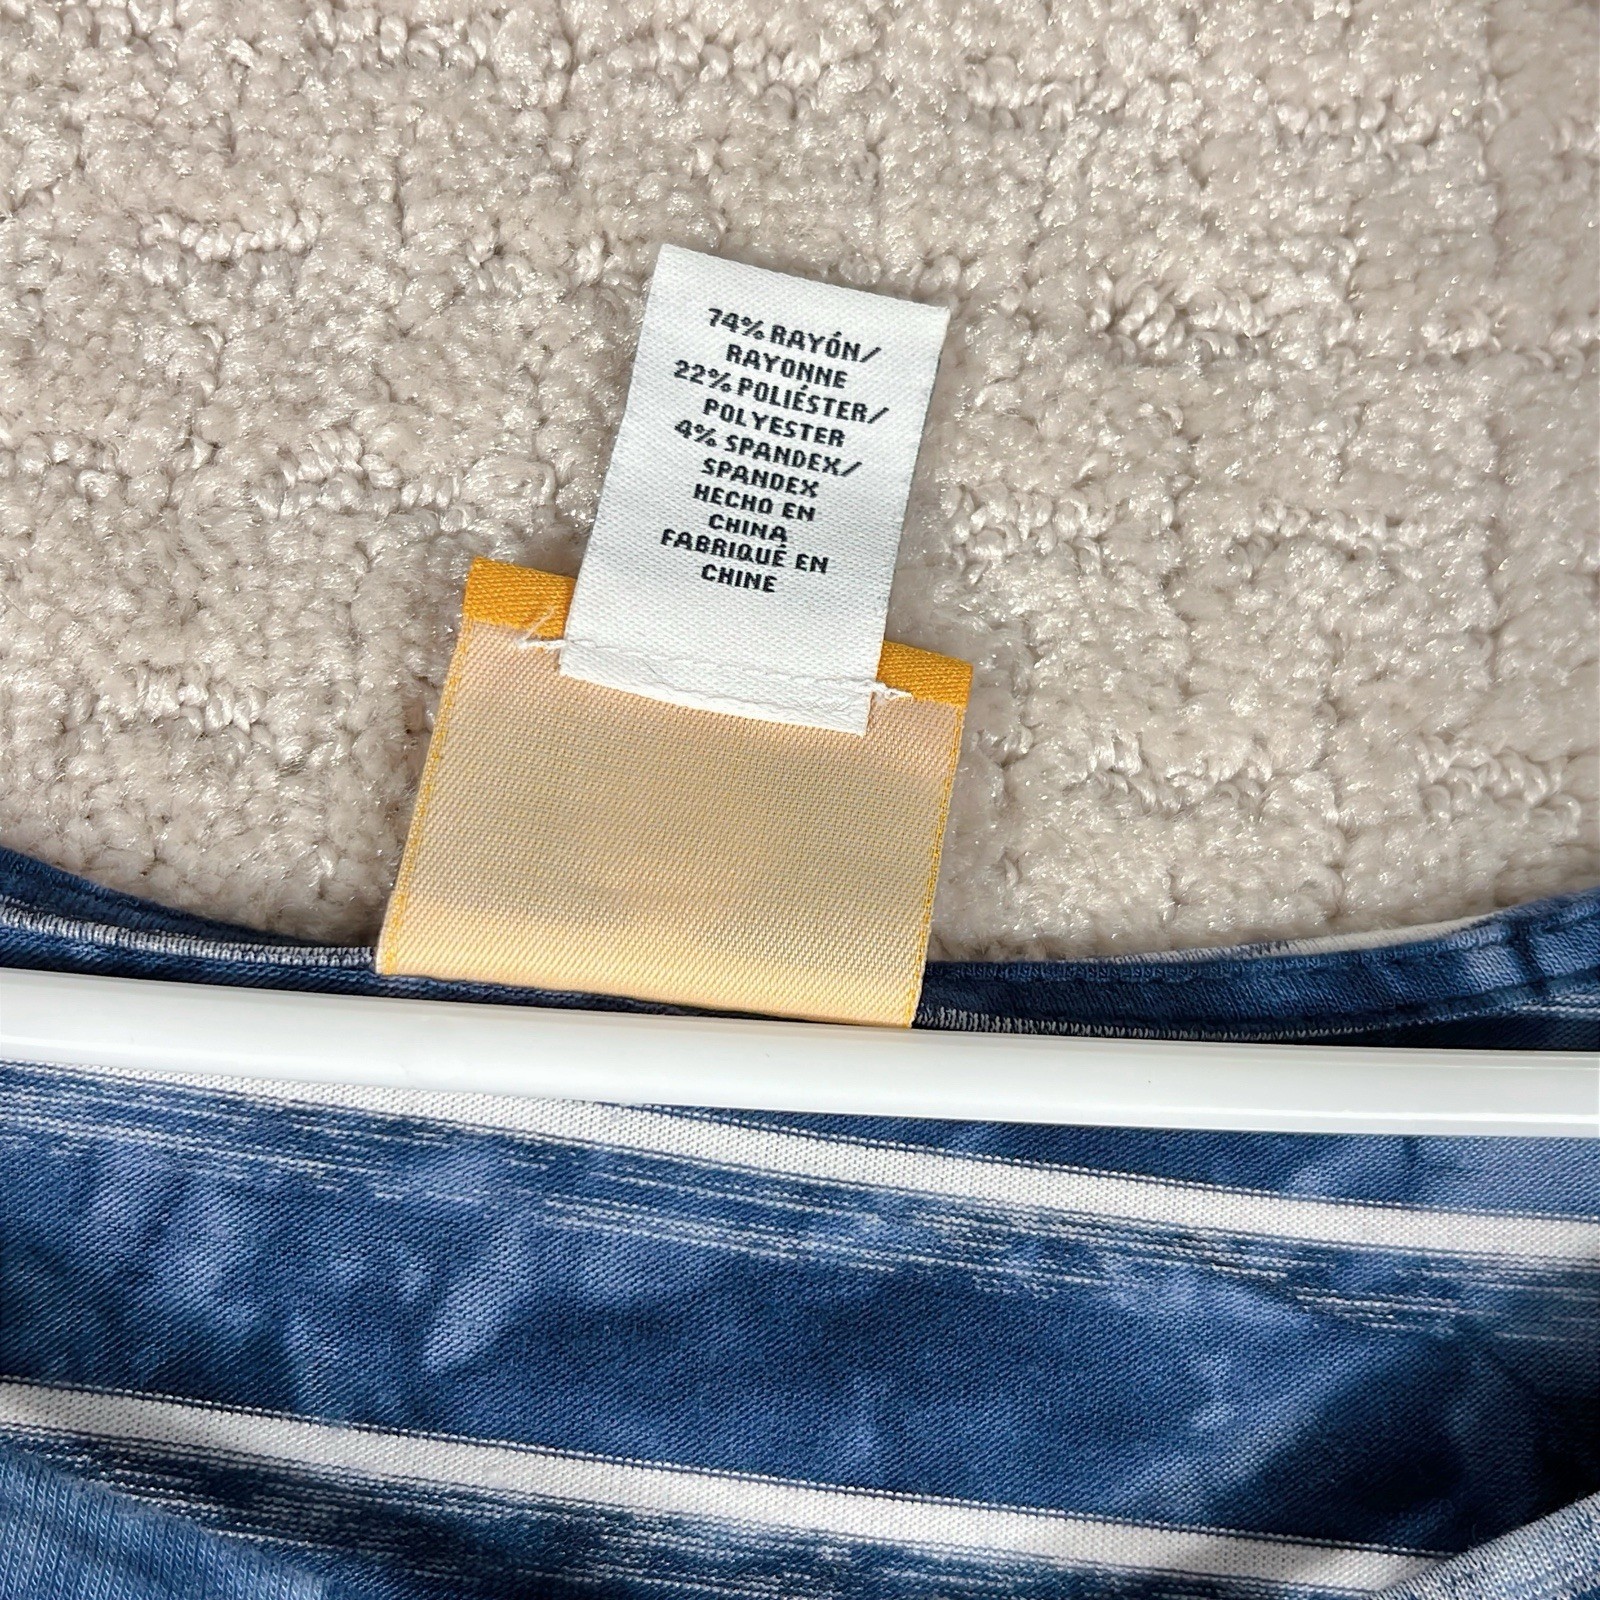 74% RAYÓN/
RAYONNE
22% POLIÉSTER/
POLYESTER
4% SPANDEX/
SPANDEX
HECHO EN
CHINA
FABRIQUÉ EN
CHINE